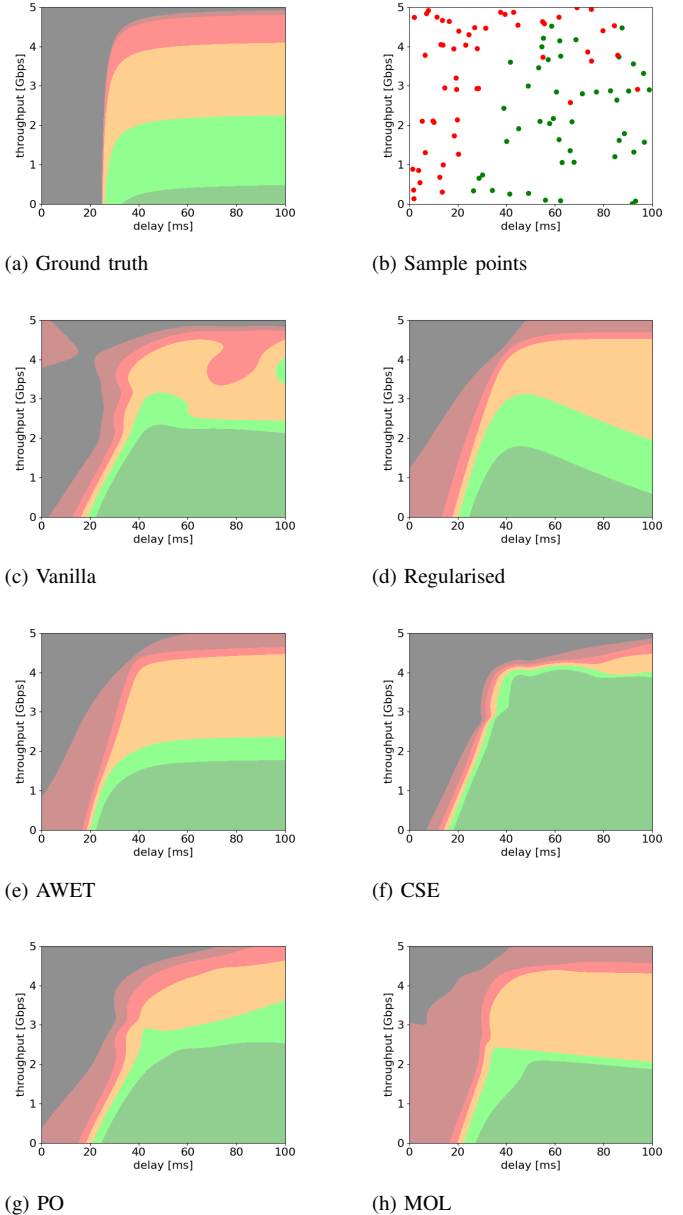 5
4
3
2
1
0
throughput [Gbps]
0 20 40 60 80 100
delay [ms]
(a) Ground truth
5
4
3
2
1
0
throughput [Gbps]
0 20 40 60 80 100
delay [ms]
(b) Sample points
5
4
3
2
1
0
throughput [Gbps]
0 20 40 60 80 100
delay [ms]
(c) Vanilla
5
4
3
2
1
0
throughput [Gbps]
0 20 40 60 80 100
delay [ms]
(d) Regularised
5
4
3
2
1
0
throughput [Gbps]
0 20 40 60 80 100
delay [ms]
(e) AWET
5
4
3
2
1
0
throughput [Gbps]
0 20 40 60 80 100
delay [ms]
(f) CSE
5
4
3
2
1
0
throughput [Gbps]
0 20 40 60 80 100
delay [ms]
(g) PO
5
4
3
2
1
0
throughput [Gbps]
0 20 40 60 80 100
delay [ms]
(h) MOL